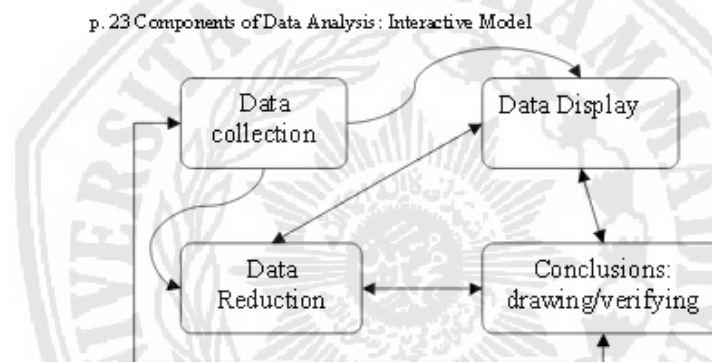 p. 23 Components of Data Analysis: Interactive Model
Data
collection
Data Display
Data
Reduction
Conclusions:
drawing/verifying